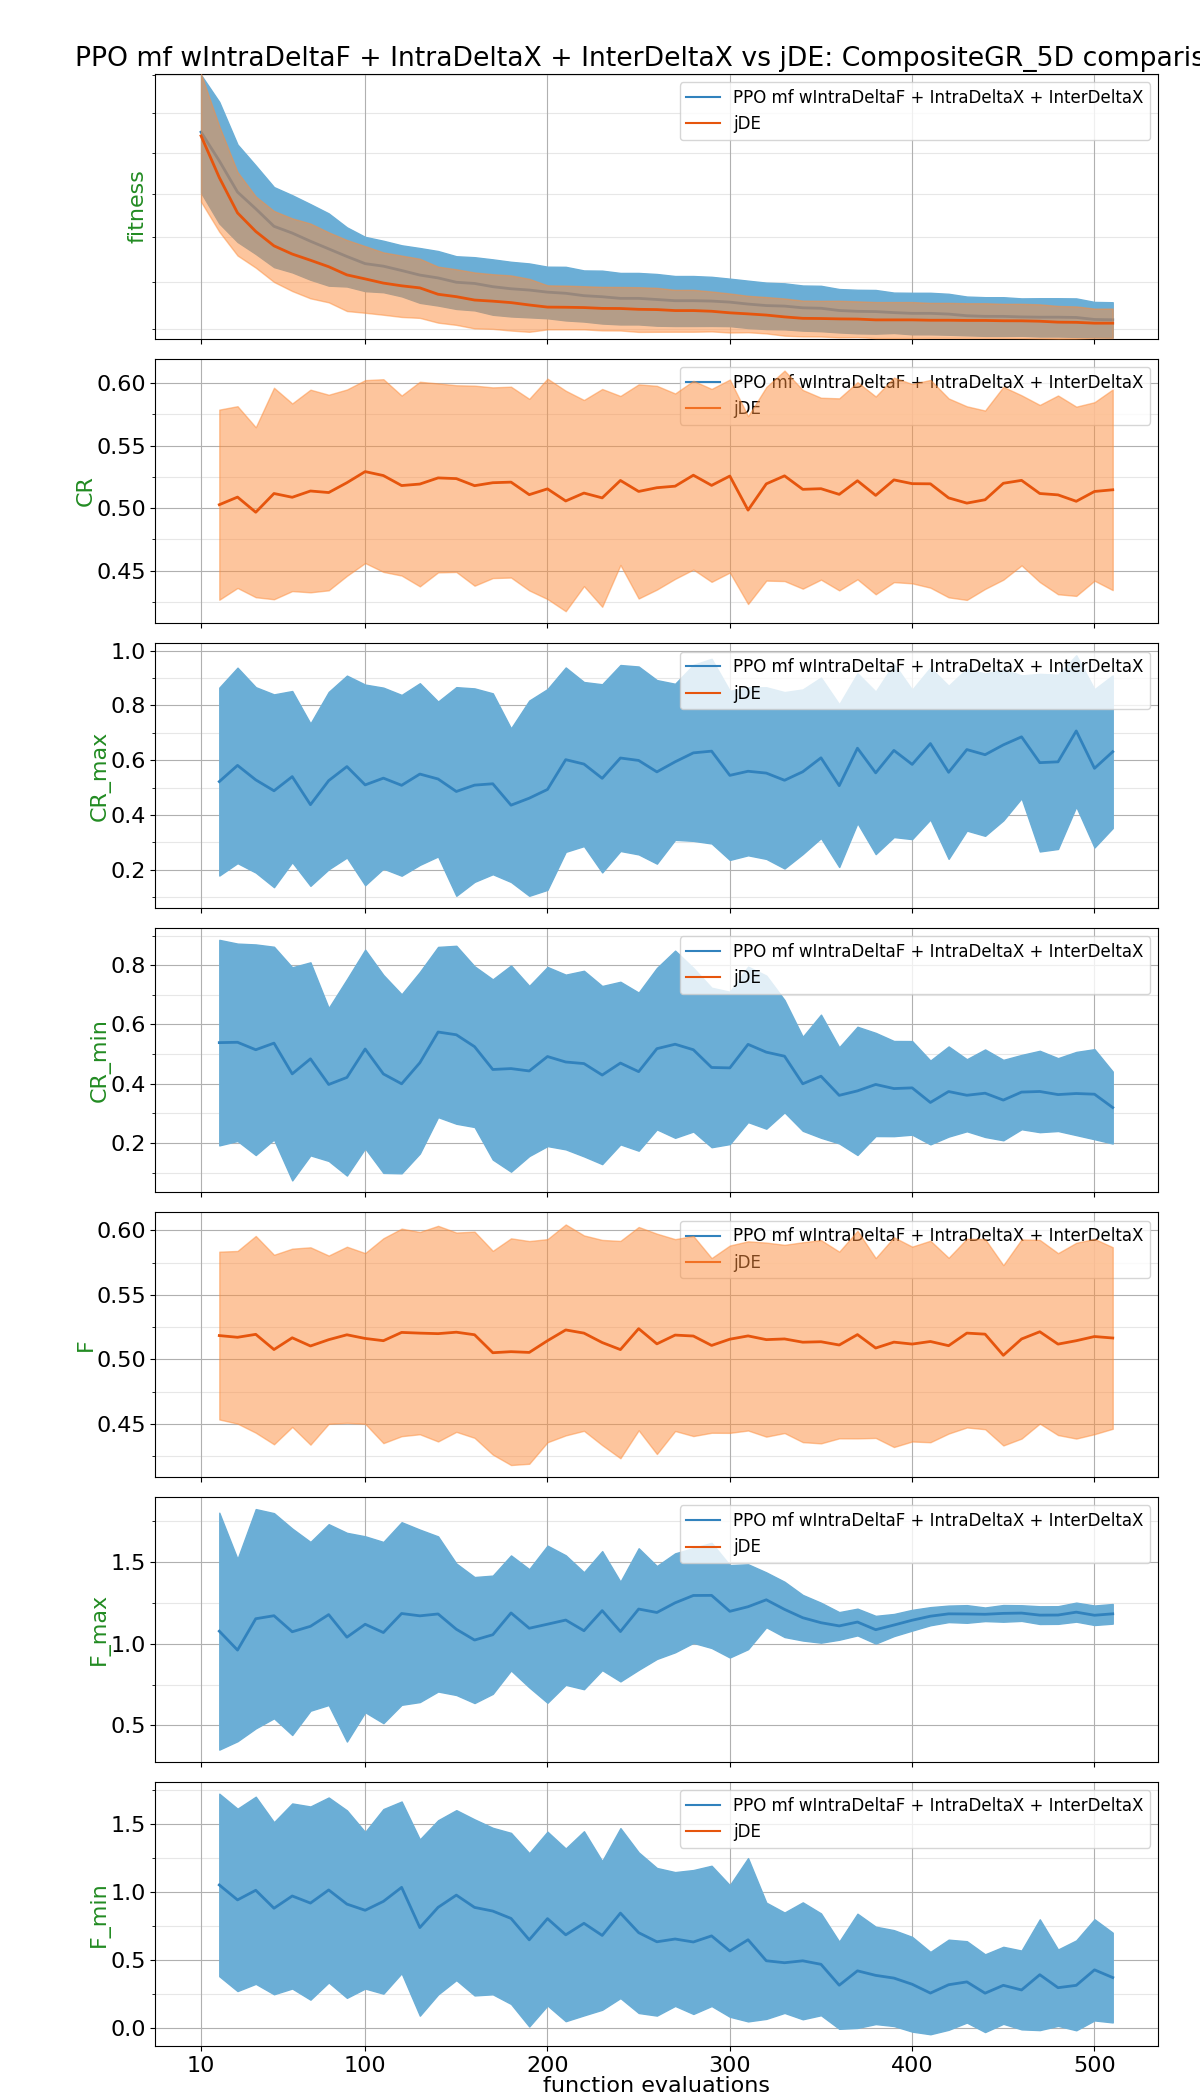 PPO mf wIntraDeltaF + IntraDeltaX + InterDeltaX vs jDE: CompositeGR_5D comparis
fitness
PPO mf wIntraDeltaF + IntraDeltaX + InterDeltaX
jDE
CR
0.60
0.55
0.50
0.45
PPO mf wIntraDeltaF + IntraDeltaX + InterDeltaX
jDE
CR_max
1.0
0.8
0.6
0.4
0.2
PPO mf wIntraDeltaF + IntraDeltaX + InterDeltaX
jDE
CR_min
0.8
0.6
0.4
0.2
PPO mf wIntraDeltaF + IntraDeltaX + InterDeltaX
jDE
F
0.60
0.55
0.50
0.45
PPO mf wIntraDeltaF + IntraDeltaX + InterDeltaX
jDE
F_max
1.5
1.0
0.5
PPO mf wIntraDeltaF + IntraDeltaX + InterDeltaX
jDE
F_min
1.5
1.0
0.5
0.0
PPO mf wIntraDeltaF + IntraDeltaX + InterDeltaX
jDE
10 100 200 300 400 500
function evaluations